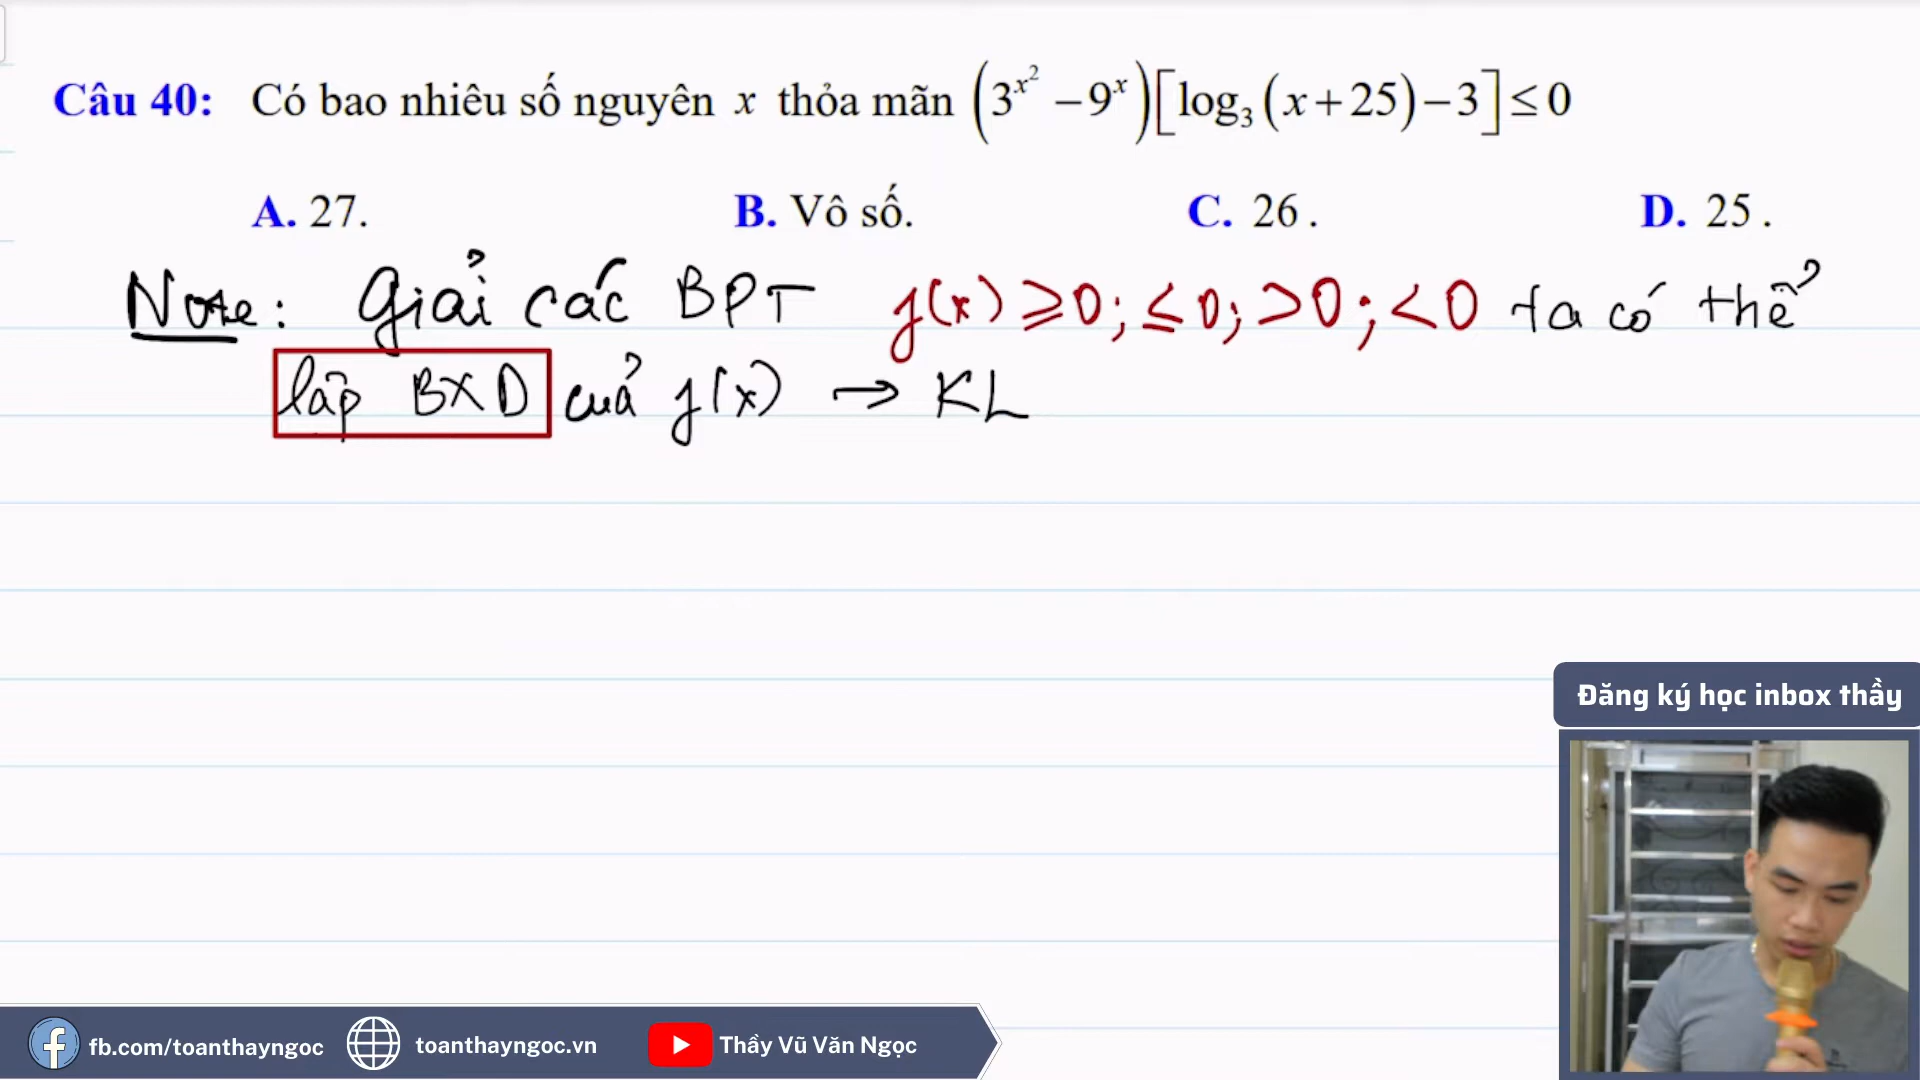 Câu 40: Có bao nhiêu số nguyên x thỏa mãn (3^{x^2} − 9^x)[log_3(x+25)−3] ≤ 0
A. 27. B. Vô số. C. 26 . D. 25 .
Note: Giải các BPT f(x) ≥ 0; ≤ 0; > 0; < 0 ta có thể
lập BXD của f(x) → KL
Đăng ký học inbox thầy
fb.com/toanthayngoc toanthayngoc.vn Thầy Vũ Văn Ngọc